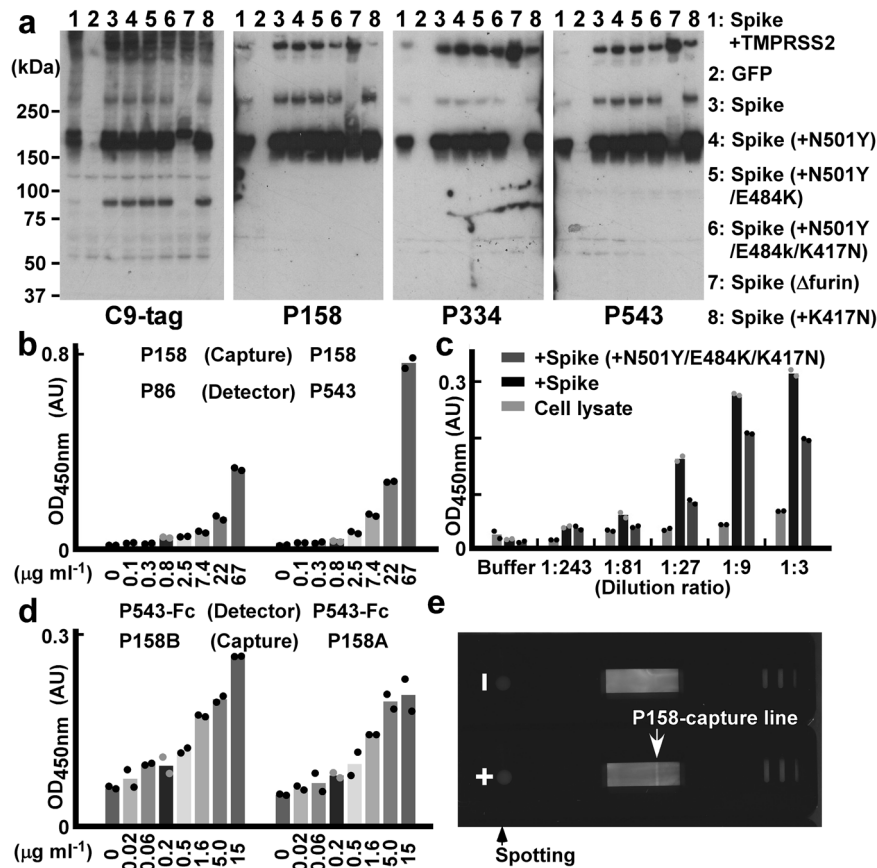 a
1 2 3 4 5 6 7 8 1 2 3 4 5 6 7 8 1 2 3 4 5 6 7 8 1 2 3 4 5 6 7 8
(kDa)
250
150
100
75
50
37
C9-tag P158 P334 P543
1: Spike
+TMPRSS2
2: GFP
3: Spike
4: Spike (+N501Y)
5: Spike (+N501Y
/E484K)
6: Spike (+N501Y
/E484k/K417N)
7: Spike (Δfurin)
8: Spike (+K417N)
b
0.8
P158 (Capture) P158
P86 (Detector) P543
OD450nm (AU)
0
(μg ml-1)
0 0.1 0.3 0.8 2.5 7.4 22 67 0 0.1 0.3 0.8 2.5 7.4 22 67
c
+Spike (+N501Y/E484K/K417N)
+Spike
Cell lysate
0.3
OD450nm (AU)
0
Buffer 1:243 1:81 1:27 1:9 1:3
(Dilution ratio)
d
P543-Fc (Detector) P543-Fc
P158B (Capture) P158A
0.3
OD450nm (AU)
0
(μg ml-1)
0 0.02 0.06 0.2 0.5 1.6 5.0 15 0 0.02 0.06 0.2 0.5 1.6 5.0 15
e
I
P158-capture line
+
Spotting